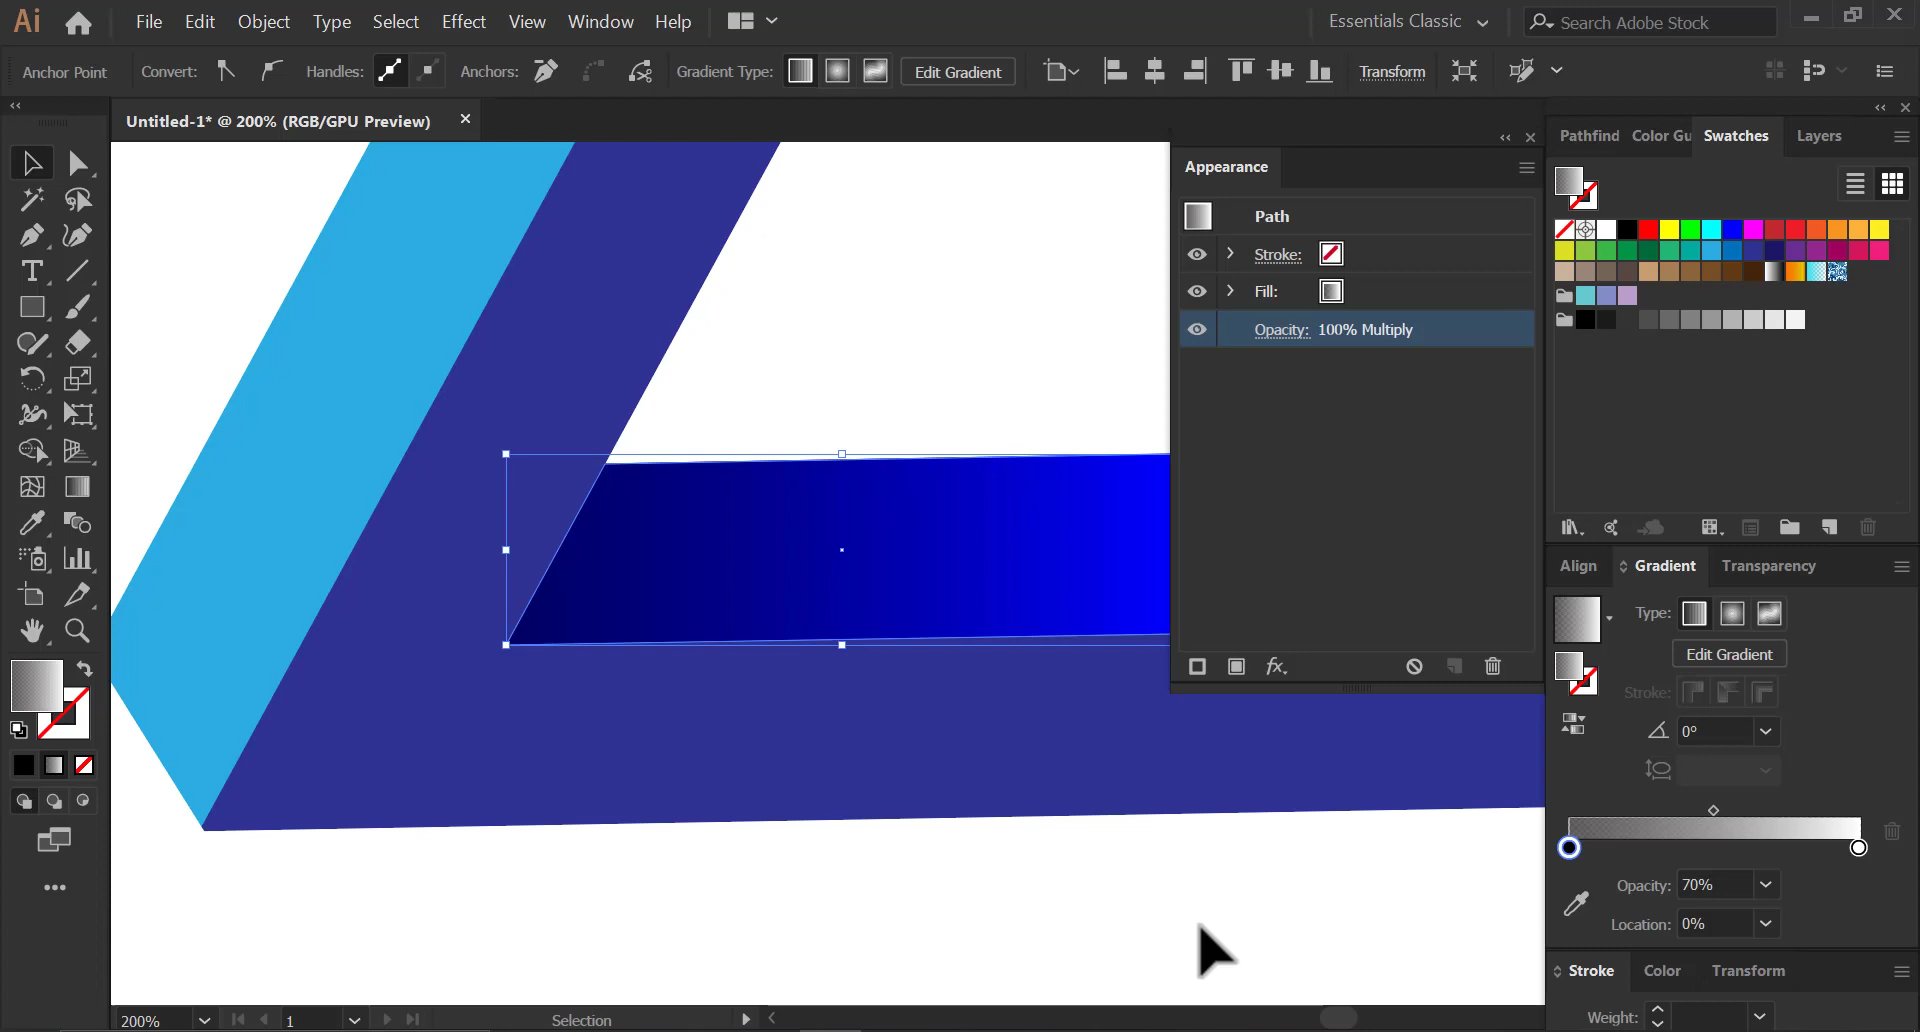 Ai File Edit Object Type Select Effect View Window Help Essentials Classic Search Adobe Stock
Anchor Point Convert: Handles: Anchors: Gradient Type: Edit Gradient Transform
Untitled-1* @ 200% (RGB/GPU Preview)
Appearance
Path
Stroke:
Fill:
Opacity: 100% Multiply
fx
Pathfind Color Gu Swatches Layers
Align Gradient Transparency
Type:
Edit Gradient
Stroke:
0°
Opacity: 70%
Location: 0%
Stroke Color Transform
Weight:
200% 1 Selection